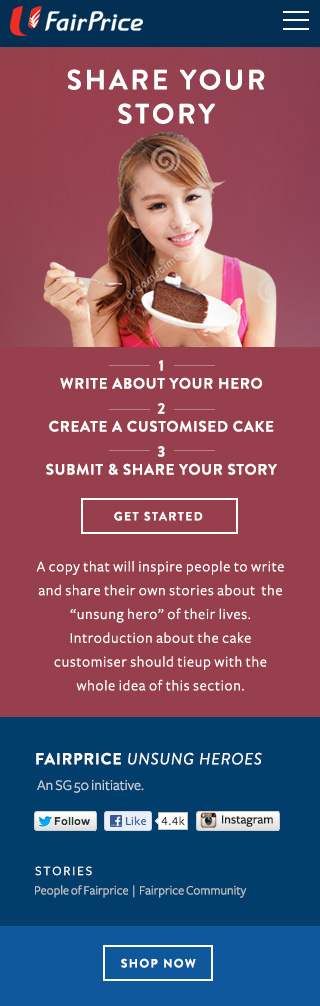 FairPrice
SHARE YOUR
STORY
dreamstime
1
WRITE ABOUT YOUR HERO
2
CREATE A CUSTOMISED CAKE
3
SUBMIT & SHARE YOUR STORY
GET STARTED
A copy that will inspire people to write
and share their own stories about the
“unsung hero” of their lives.
Introduction about the cake
customiser should tieup with the
whole idea of this section.
FAIRPRICE UNSUNG HEROES
An SG 50 initiative.
Follow Like 4.4k Instagram
STORIES
People of Fairprice | Fairprice Community
SHOP NOW